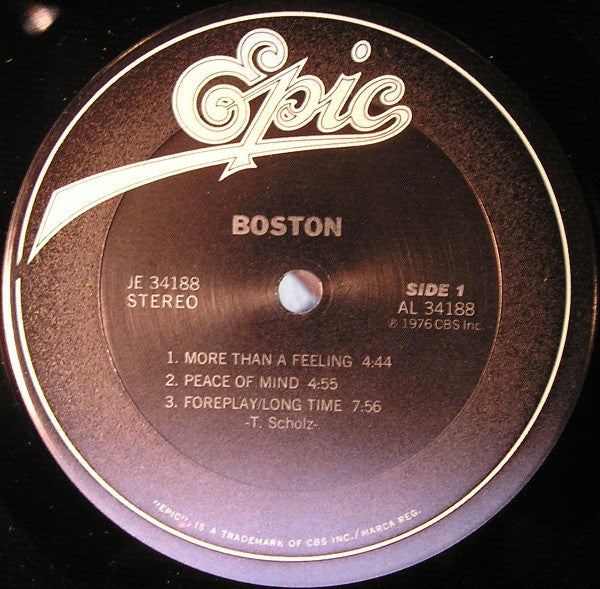 Epic
BOSTON
JE 34188
STEREO
SIDE 1
AL 34188
℗ 1976 CBS Inc.
1. MORE THAN A FEELING 4:44
2. PEACE OF MIND 4:55
3. FOREPLAY/LONG TIME 7:56
-T. Scholz-
"EPIC", IS A TRADEMARK OF CBS INC./MARCA REG.